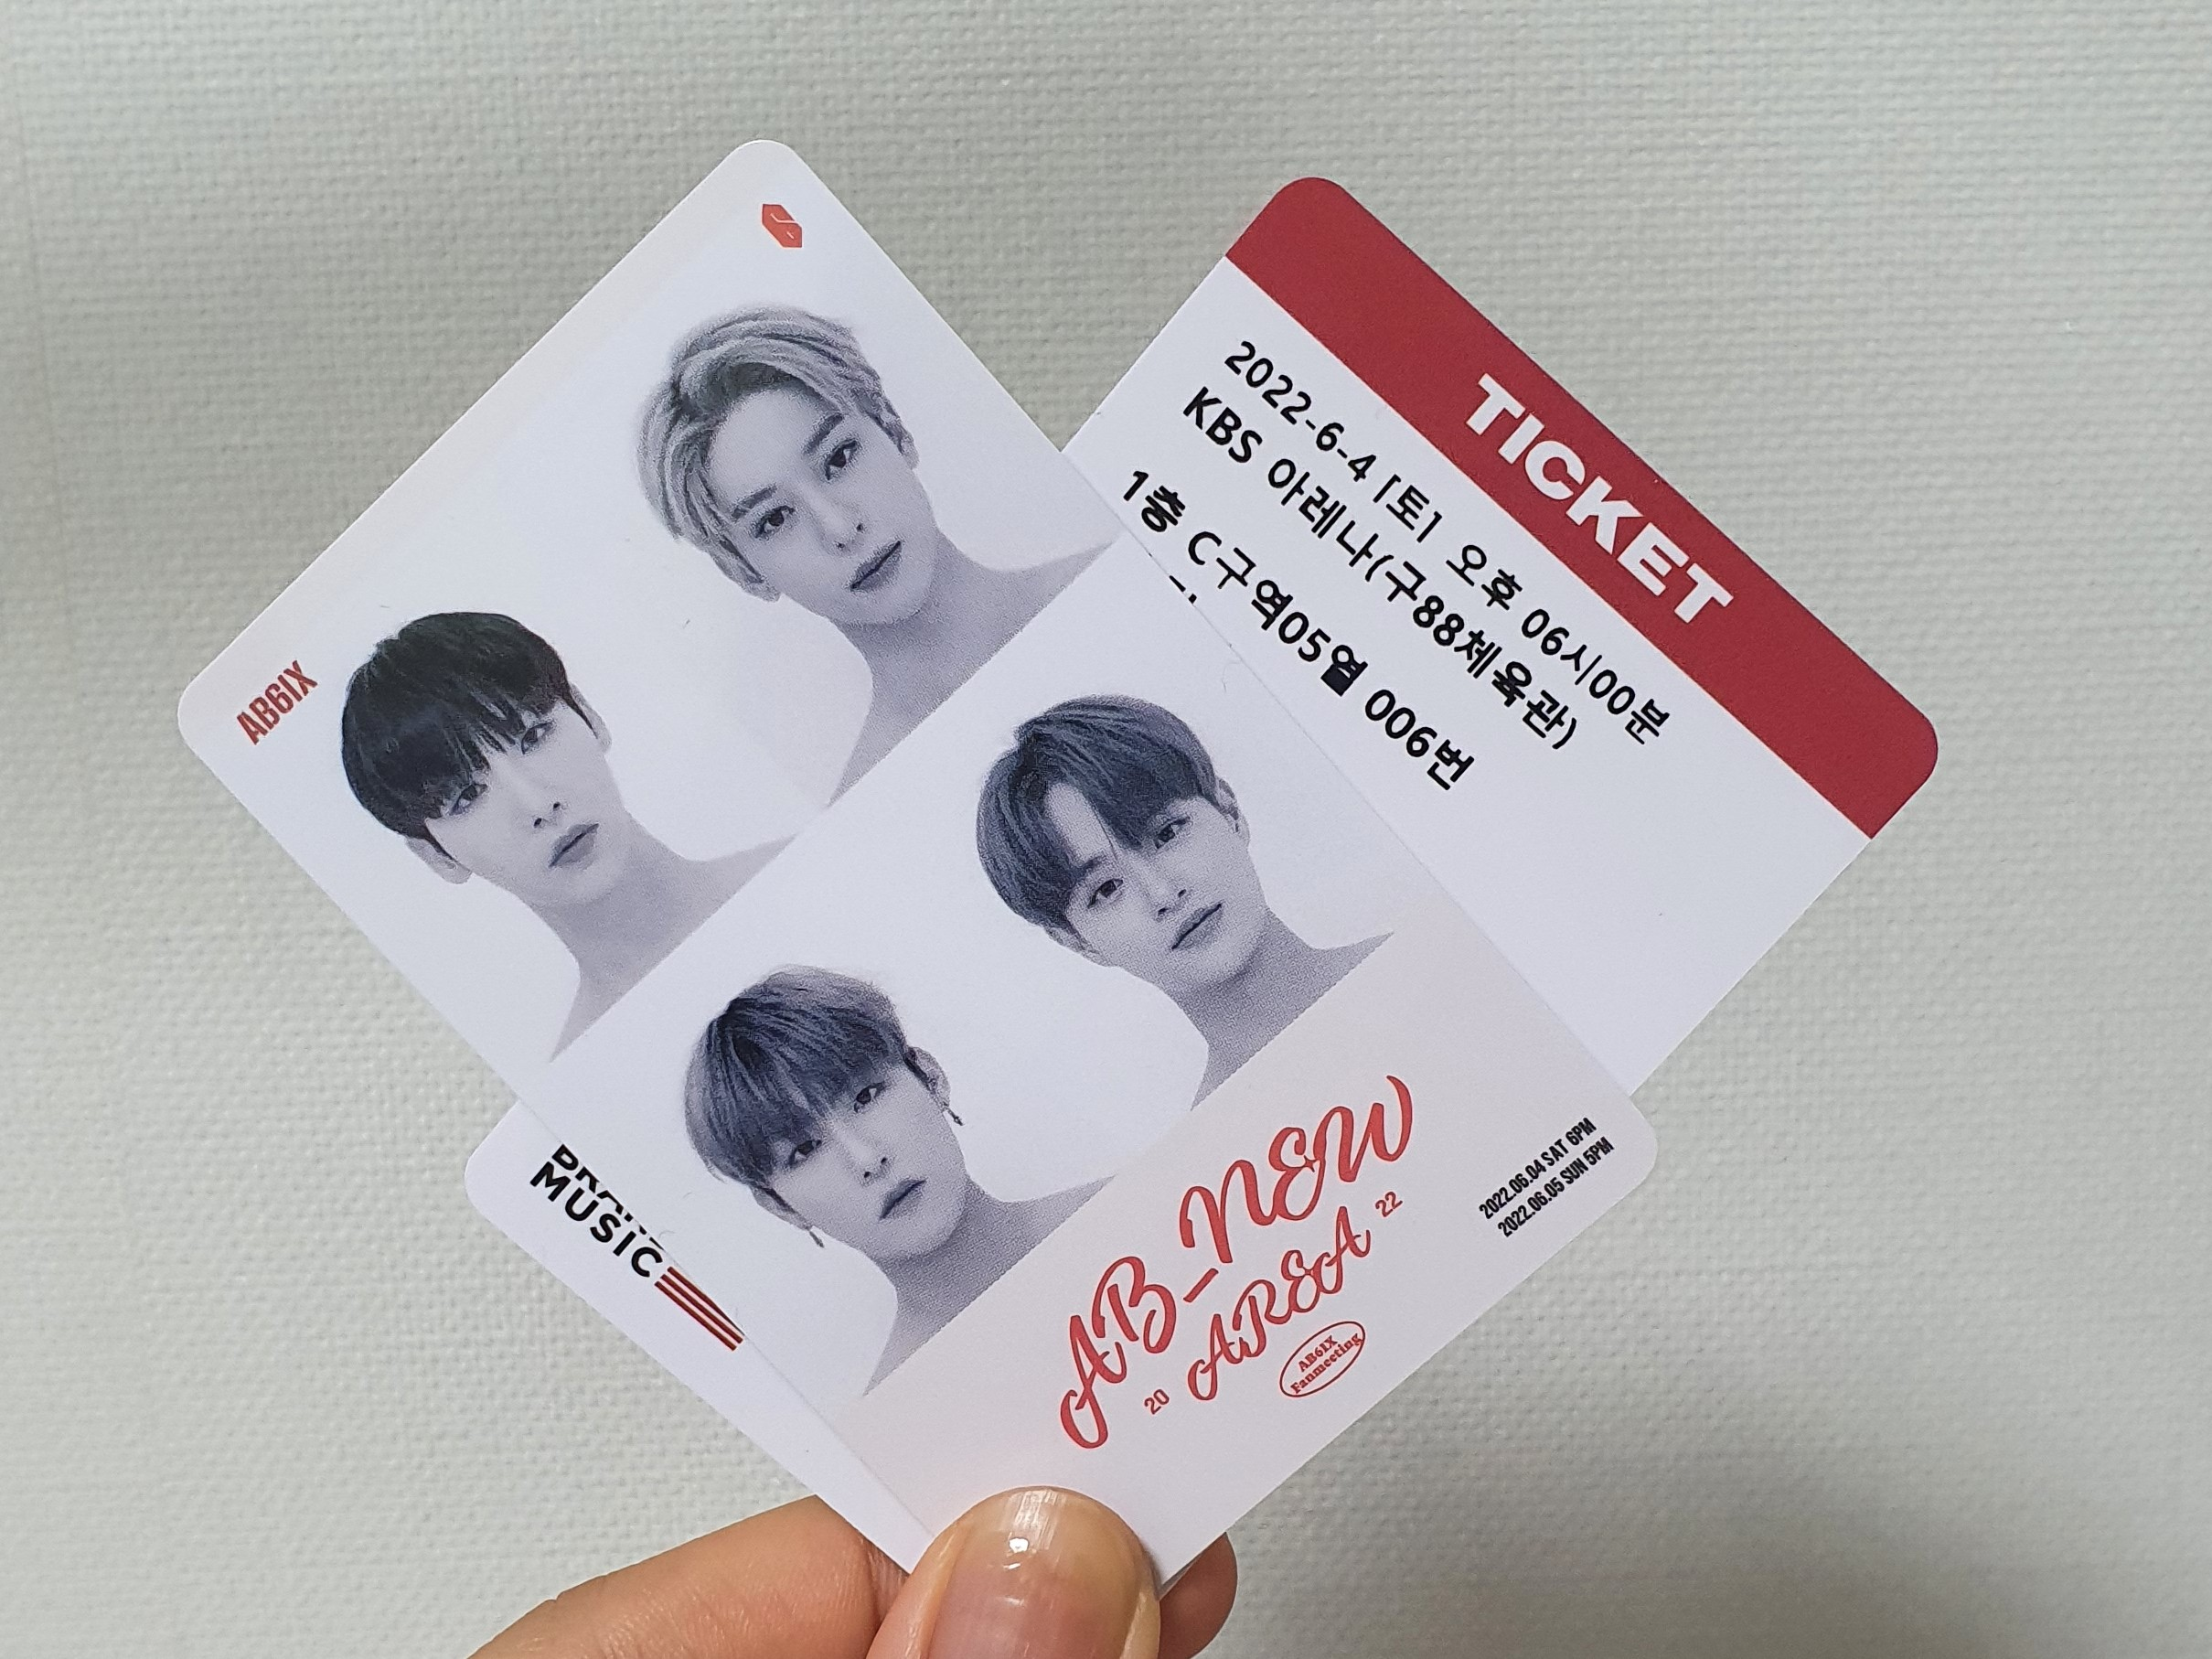 AB6IX
TICKET
2022-6-4 [토] 오후 06시00분
KBS 아레나(구88체육관)
1층 C구역05열 006번
MUSIC
AB_NEW
20 AREA 22
AB6IX
Fanmeeting
2022.06.04 SAT 6PM
2022.06.05 SUN 5PM